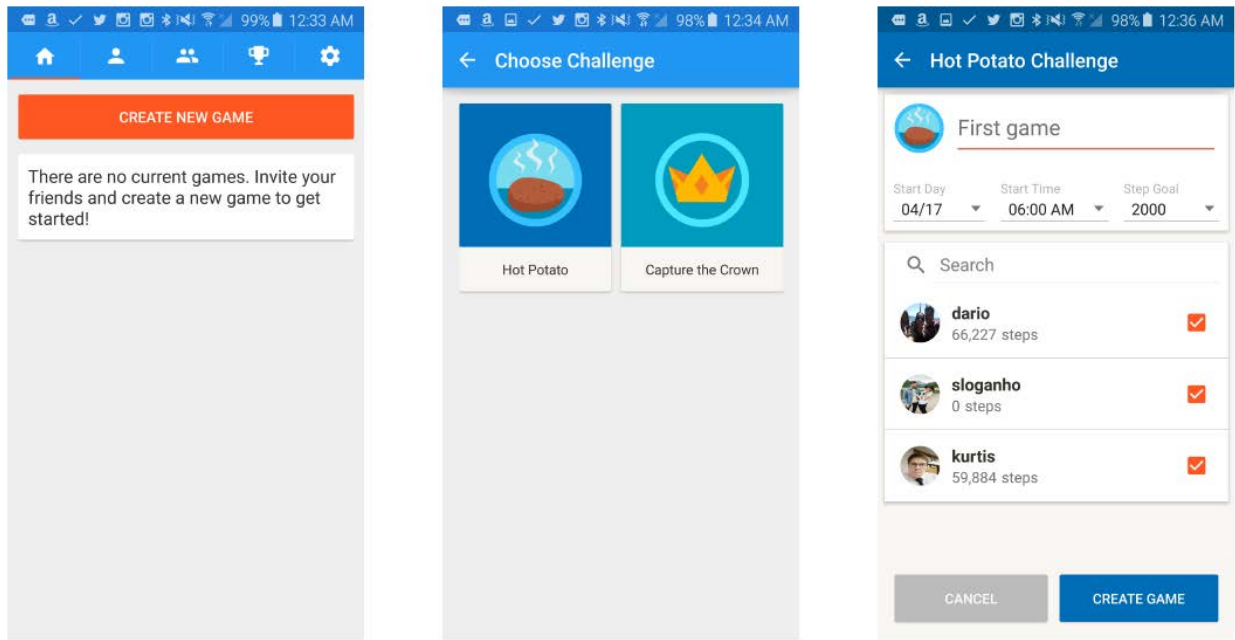 99% 12:33 AM
CREATE NEW GAME
There are no current games. Invite your
friends and create a new game to get
started!
98% 12:34 AM
Choose Challenge
Hot Potato
Capture the Crown
98% 12:36 AM
Hot Potato Challenge
First game
Start Day Start Time Step Goal
04/17 06:00 AM 2000
Search
dario
66,227 steps
sloganho
0 steps
kurtis
59,884 steps
CANCEL CREATE GAME